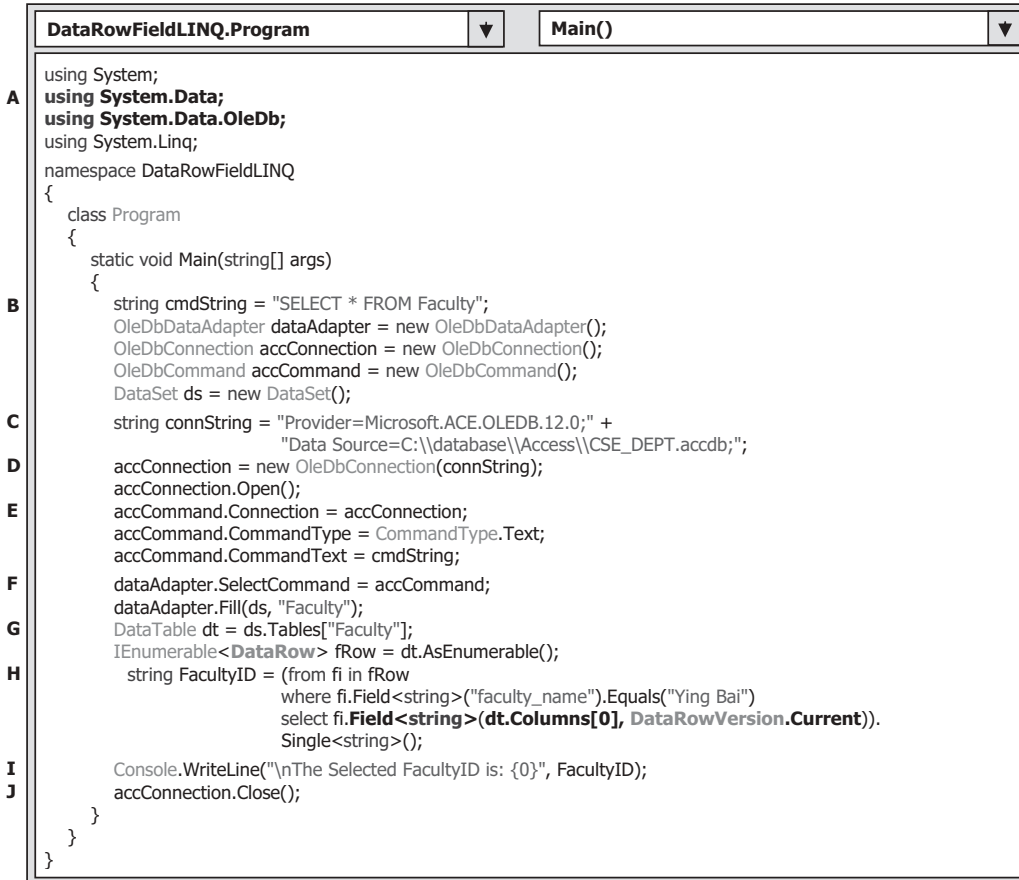 DataRowFieldLINQ.Program Main()
using System;
A using System.Data;
using System.Data.OleDb;
using System.Linq;
namespace DataRowFieldLINQ
{
class Program
{
static void Main(string[] args)
{
B string cmdString = "SELECT * FROM Faculty";
OleDbDataAdapter dataAdapter = new OleDbDataAdapter();
OleDbConnection accConnection = new OleDbConnection();
OleDbCommand accCommand = new OleDbCommand();
DataSet ds = new DataSet();
C string connString = "Provider=Microsoft.ACE.OLEDB.12.0;" +
"Data Source=C:\\database\\Access\\CSE_DEPT.accdb;";
D accConnection = new OleDbConnection(connString);
accConnection.Open();
E accCommand.Connection = accConnection;
accCommand.CommandType = CommandType.Text;
accCommand.CommandText = cmdString;
F dataAdapter.SelectCommand = accCommand;
dataAdapter.Fill(ds, "Faculty");
G DataTable dt = ds.Tables["Faculty"];
IEnumerable<DataRow> fRow = dt.AsEnumerable();
H string FacultyID = (from fi in fRow
where fi.Field<string>("faculty_name").Equals("Ying Bai")
select fi.Field<string>(dt.Columns[0], DataRowVersion.Current)).
Single<string>();
I Console.WriteLine("\nThe Selected FacultyID is: {0}", FacultyID);
J accConnection.Close();
}
}
}